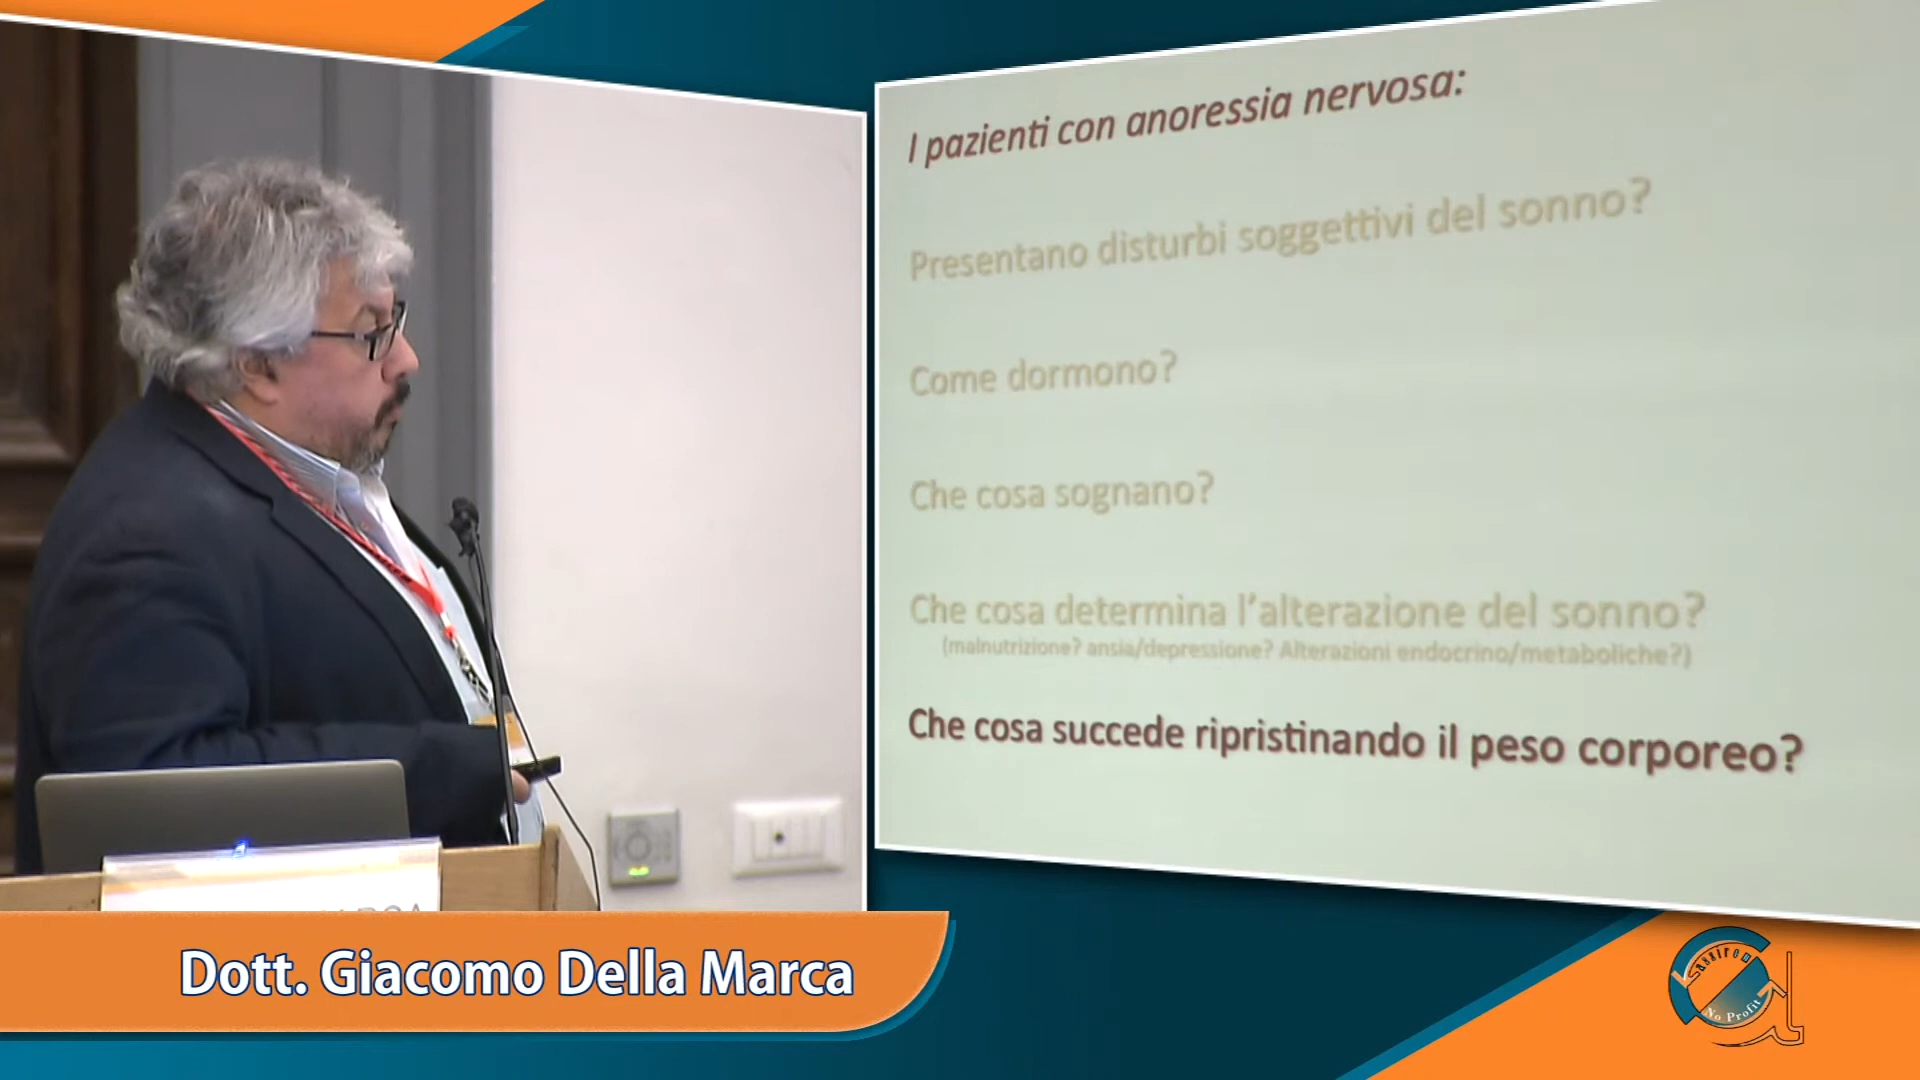 I pazienti con anoressia nervosa:
Presentano disturbi soggettivi del sonno?
Come dormono?
Che cosa sognano?
Che cosa determina l'alterazione del sonno?
(malnutrizione? ansia/depressione? Alterazioni endocrino/metaboliche?)
Che cosa succede ripristinando il peso corporeo?
Dott. Giacomo Della Marca
No Profit